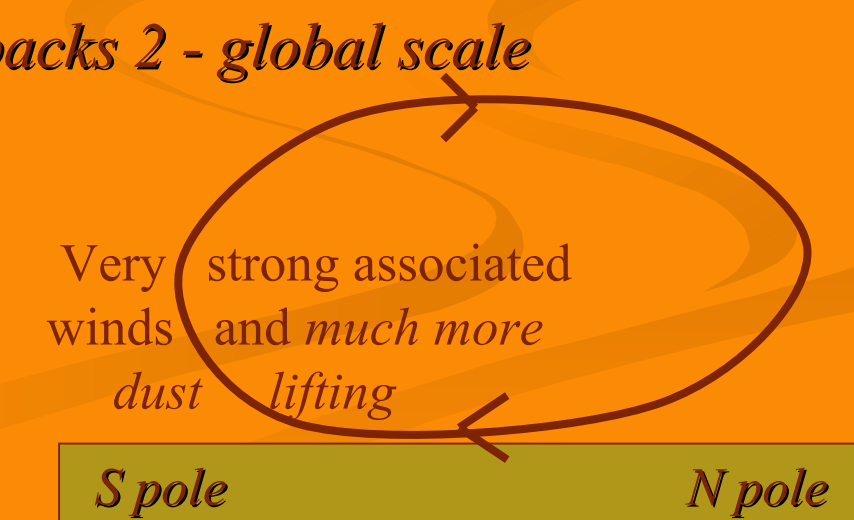 backs 2 - global scale
Very strong associated
winds and much more
dust lifting
S pole N pole